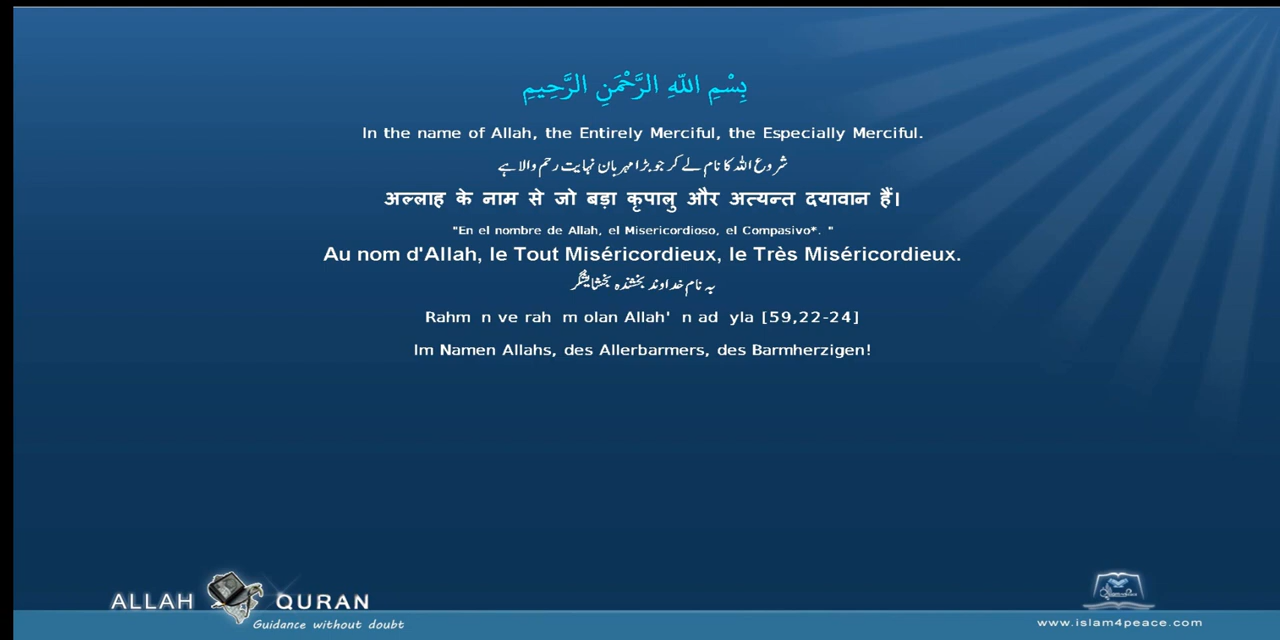 بِسْمِ اللّٰهِ الرَّحْمَنِ الرَّحِيمِ
In the name of Allah, the Entirely Merciful, the Especially Merciful.
شروع اللہ کا نام لے کر جو بڑا مہربان نہایت رحم والا ہے
अल्लाह के नाम से जो बड़ा कृपालु और अत्यन्त दयावान हैं।
"En el nombre de Allah, el Misericordioso, el Compasivo*. "
Au nom d'Allah, le Tout Miséricordieux, le Très Miséricordieux.
به نام خداوند بخشنده بخشایشگر
Rahm n ve rah m olan Allah' n ad yla [59,22-24]
Im Namen Allahs, des Allerbarmers, des Barmherzigen!
ALLAH QURAN
Guidance without doubt
www.islam4peace.com